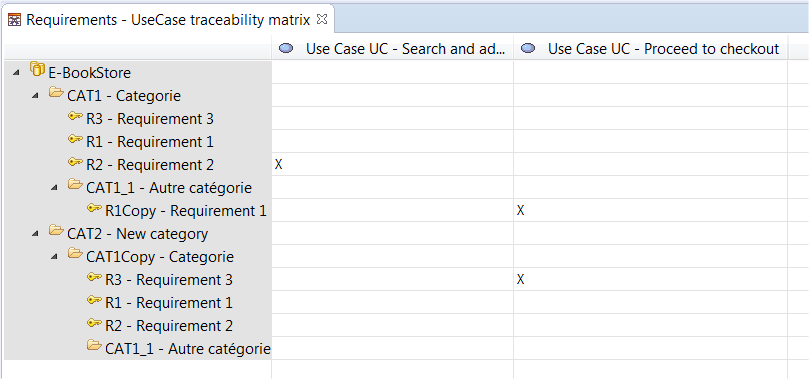 Requirements - UseCase traceability matrix
Use Case UC - Search and ad... Use Case UC - Proceed to checkout
E-BookStore
CAT1 - Categorie
R3 - Requirement 3
R1 - Requirement 1
R2 - Requirement 2 X
CAT1_1 - Autre catégorie
R1Copy - Requirement 1 X
CAT2 - New category
CAT1Copy - Categorie
R3 - Requirement 3 X
R1 - Requirement 1
R2 - Requirement 2
CAT1_1 - Autre catégorie